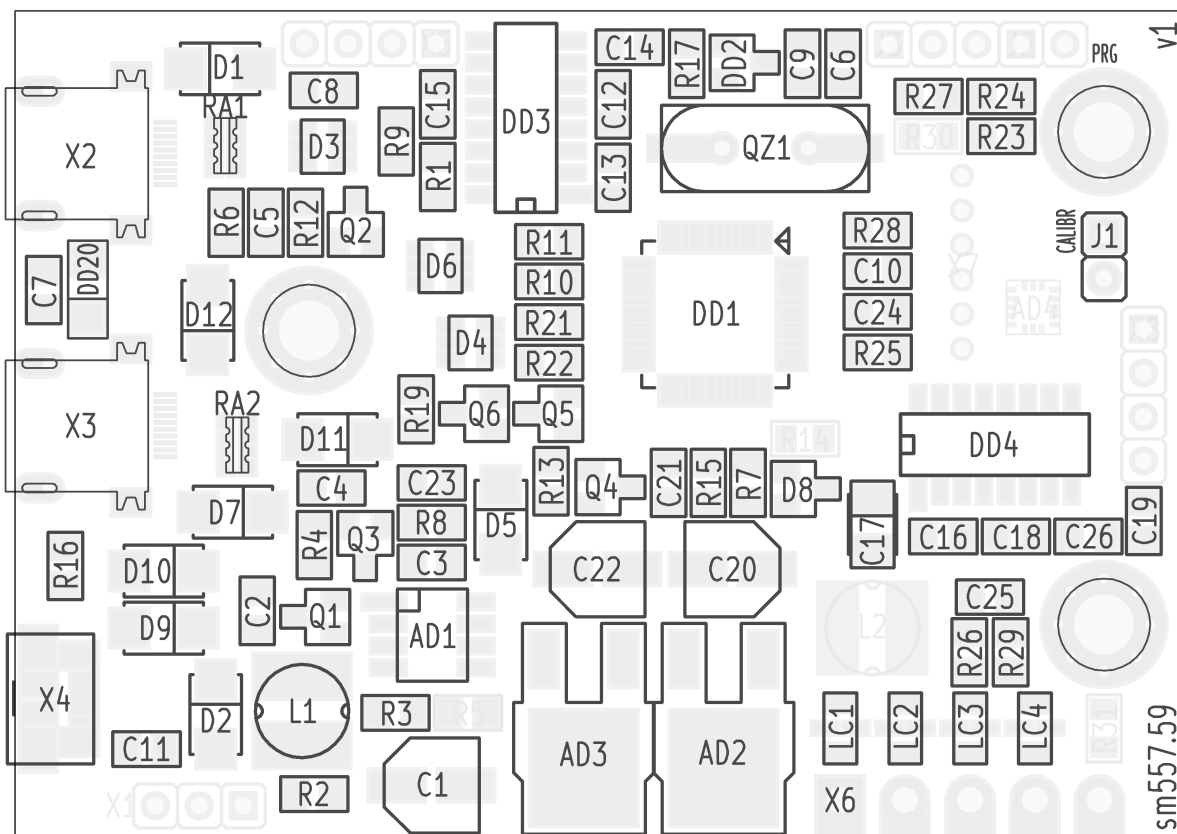 v1
D1
C14
R17
DD2
C9
C6
PRG
C8
C15
C12
R27
R24
RA1
DD3
R30
R23
X2
D3
R9
QZ1
R1
C13
R6
C5
R12
Q2
R28
CALIBR
J1
R11
DD20
D6
C10
X7
C7
R10
D12
R21
DD1
C24
AD4
D4
R22
R25
RA2
R19
Q6
Q5
X3
D11
R14
DD4
C4
C23
R13
Q4
C21
R15
R7
D8
D7
D5
C17
C19
R4
Q3
R8
C16
C18
C26
R16
D10
C3
C22
C20
C2
Q1
C25
D9
AD1
L2
R26
R29
X4
D2
L1
R3
R5
LC1
LC2
LC3
LC4
R31
C11
AD3
AD2
sm557.59
X1
R2
C1
X6